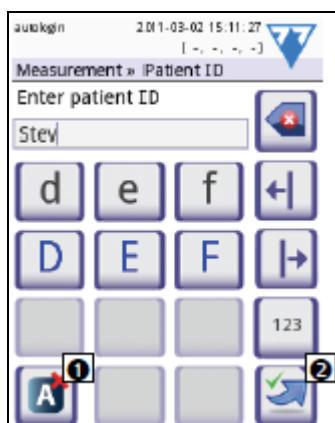 autologin 2011-03-02 15:11:27
[ -, -, -, -]
Measurement » Patient ID
Enter patient ID
Stev
d e f
D E F
123
A 1 2